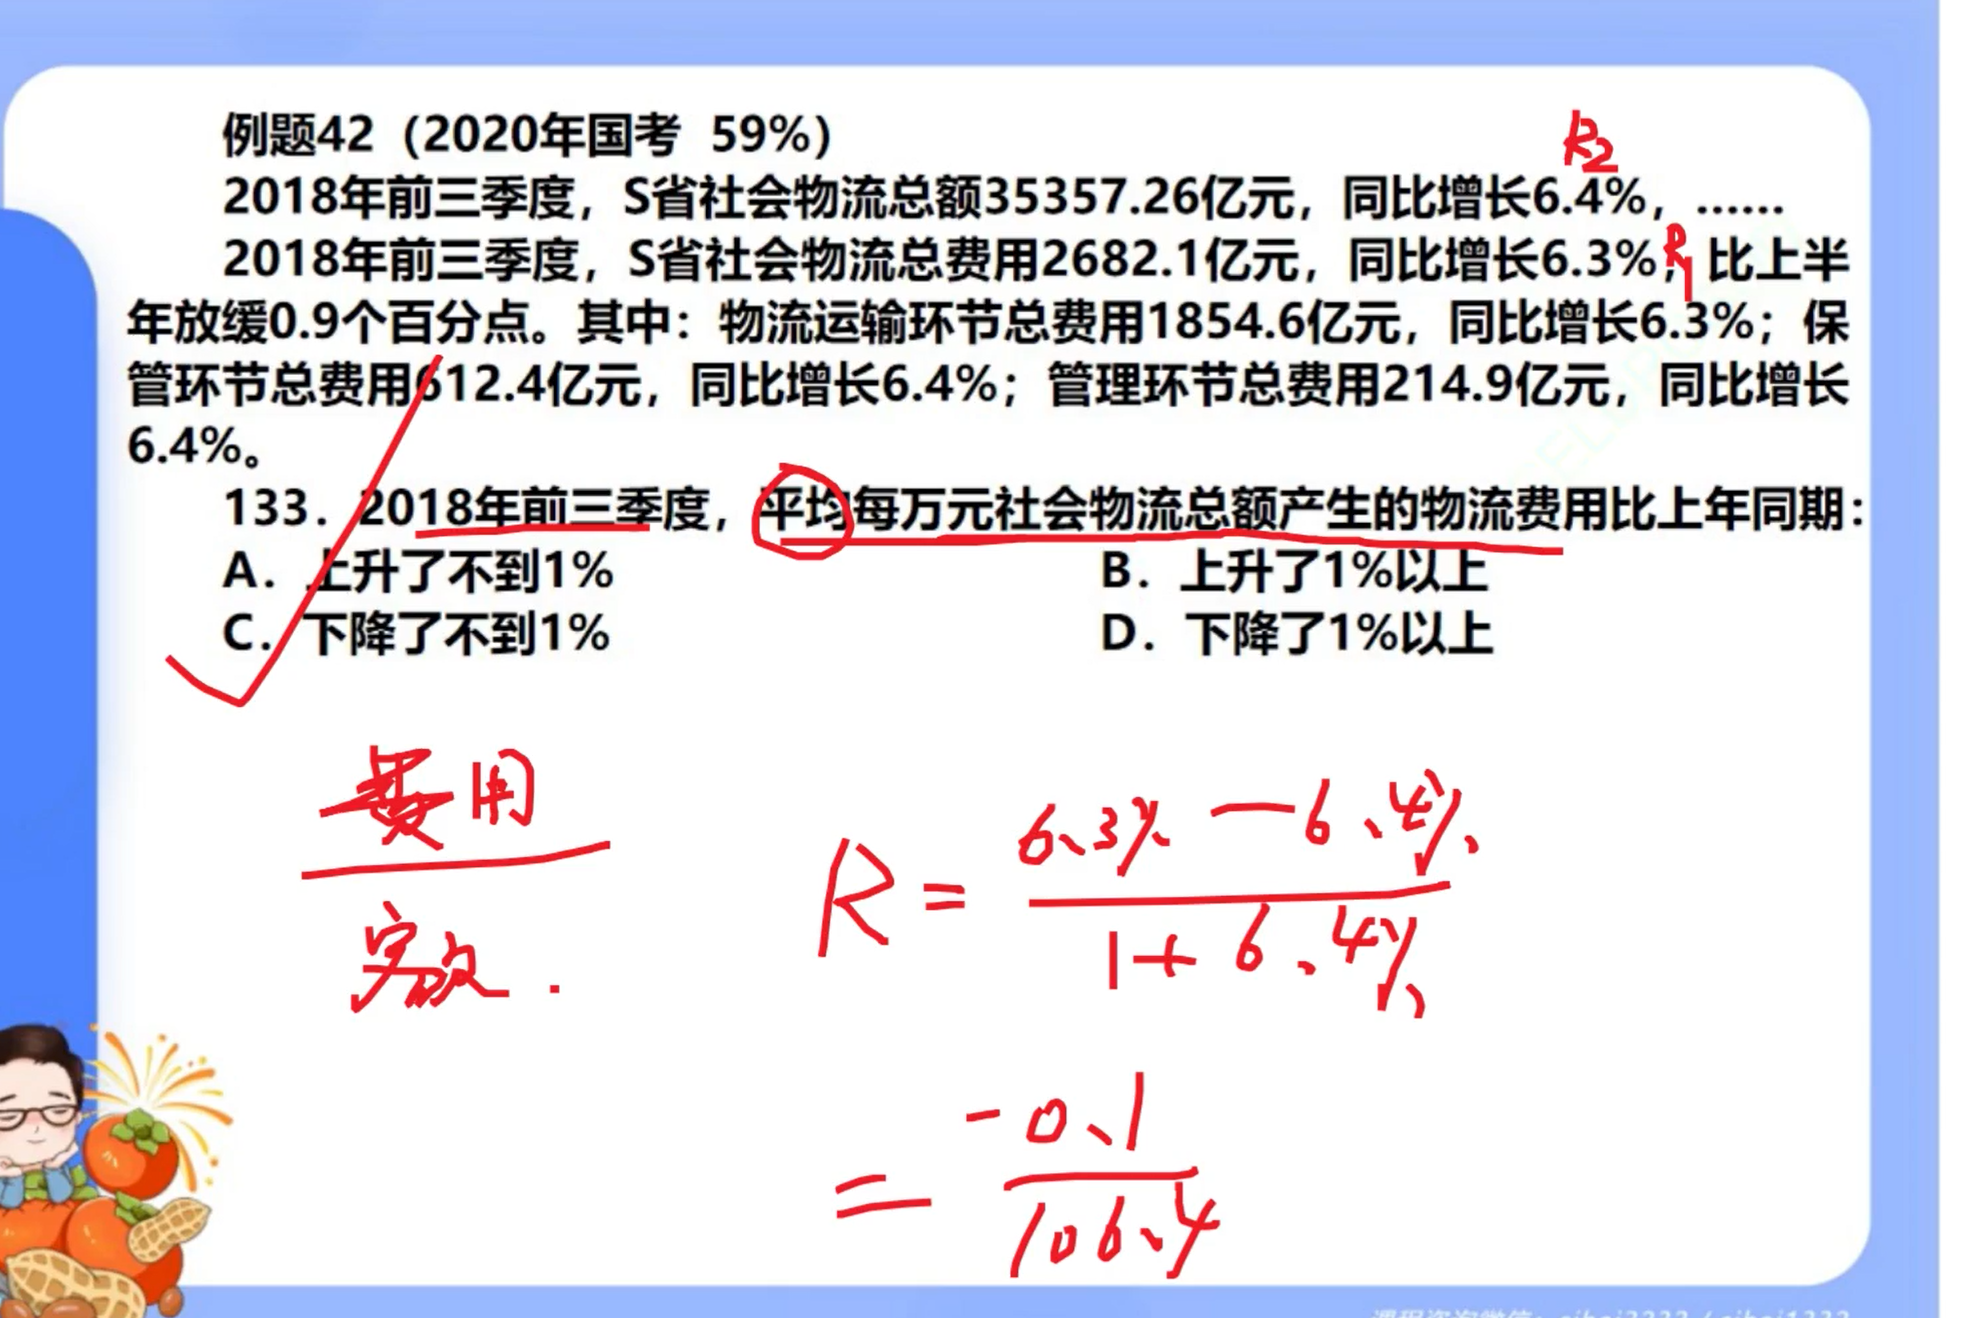 例题42（2020年国考 59%）
R2
2018年前三季度，S省社会物流总额35357.26亿元，同比增长6.4%，……
R1
2018年前三季度，S省社会物流总费用2682.1亿元，同比增长6.3%，比上半
年放缓0.9个百分点。其中：物流运输环节总费用1854.6亿元，同比增长6.3%；保
管环节总费用612.4亿元，同比增长6.4%；管理环节总费用214.9亿元，同比增长
6.4%。
133．2018年前三季度，平均每万元社会物流总额产生的物流费用比上年同期：
A．上升了不到1% B．上升了1%以上
C．下降了不到1% D．下降了1%以上
费用
R = 6.3% - 6.4%
1 + 6.4%
= -0.1
106.4